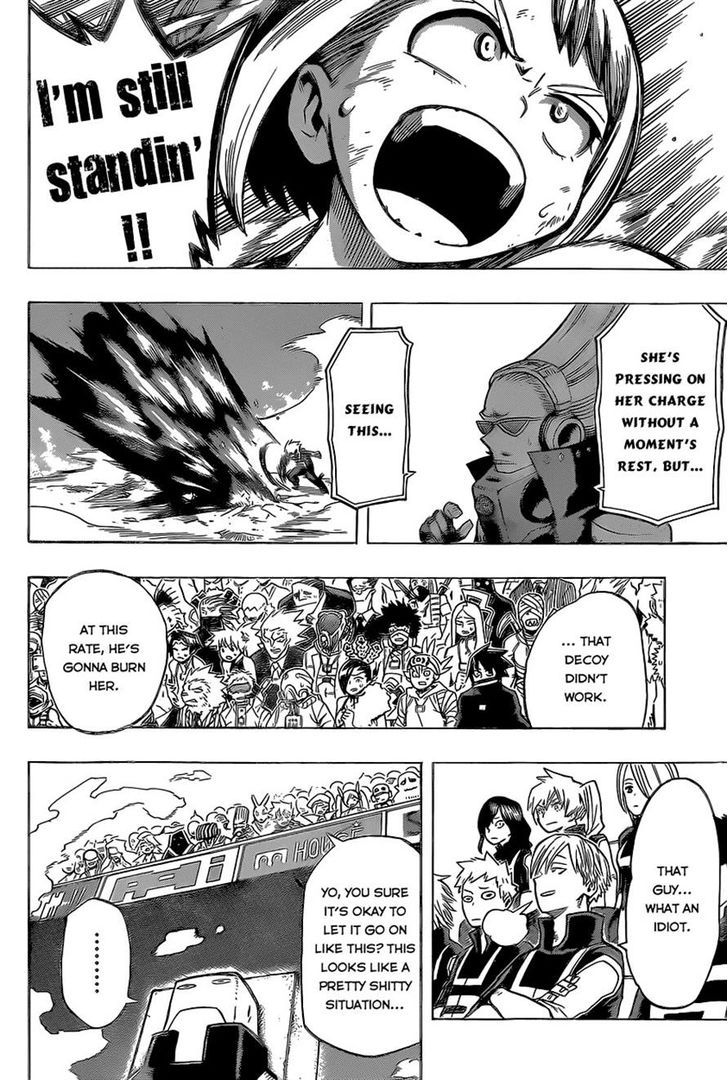 I'm still
standin'
!!
SHE'S
PRESSING ON
HER CHARGE
WITHOUT A
MOMENT'S
REST, BUT...
SEEING
THIS...
... THAT
DECOY
DIDN'T
WORK.
AT THIS
RATE, HE'S
GONNA BURN
HER.
THAT
GUY...
WHAT AN
IDIOT.
YO, YOU SURE
IT'S OKAY TO
LET IT GO ON
LIKE THIS? THIS
LOOKS LIKE A
PRETTY SHITTY
SITUATION...
......